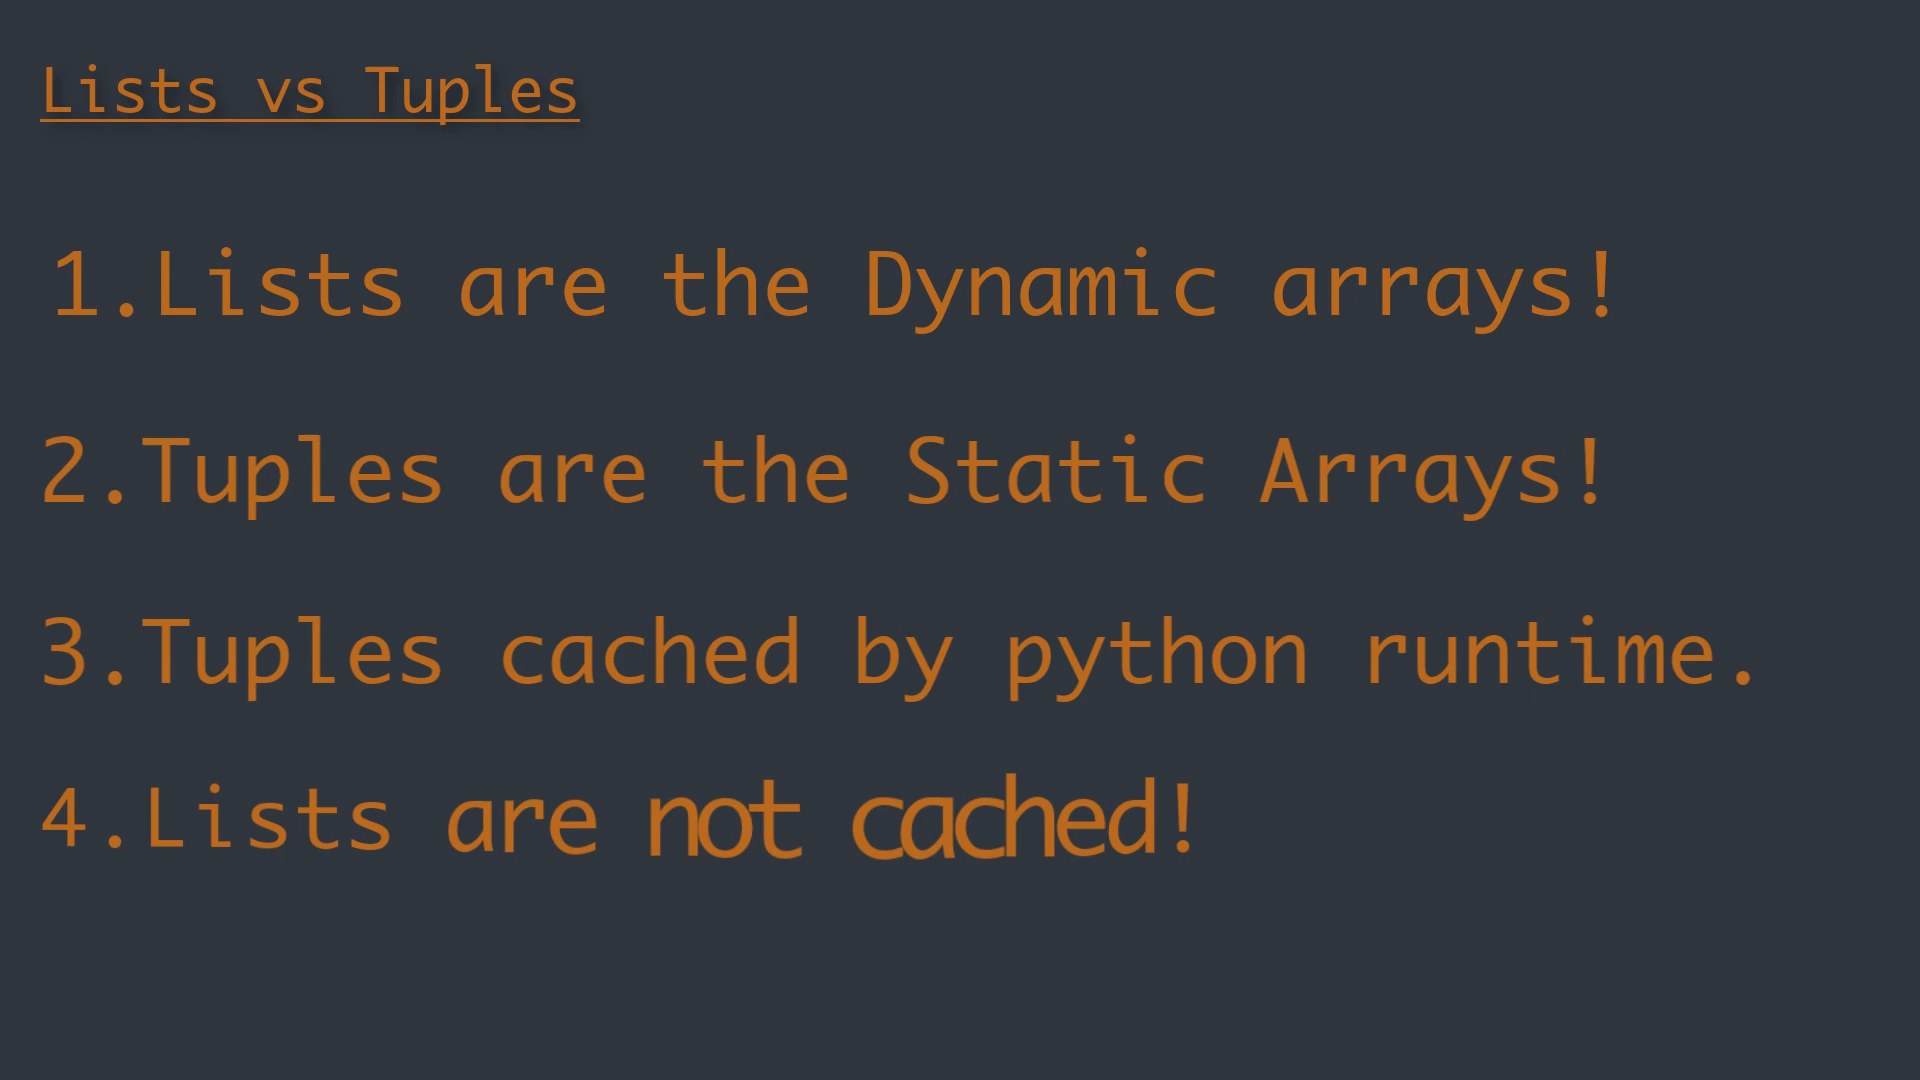 Lists vs Tuples
1.Lists are the Dynamic arrays!
2.Tuples are the Static Arrays!
3.Tuples cached by python runtime.
4.Lists are not cached!